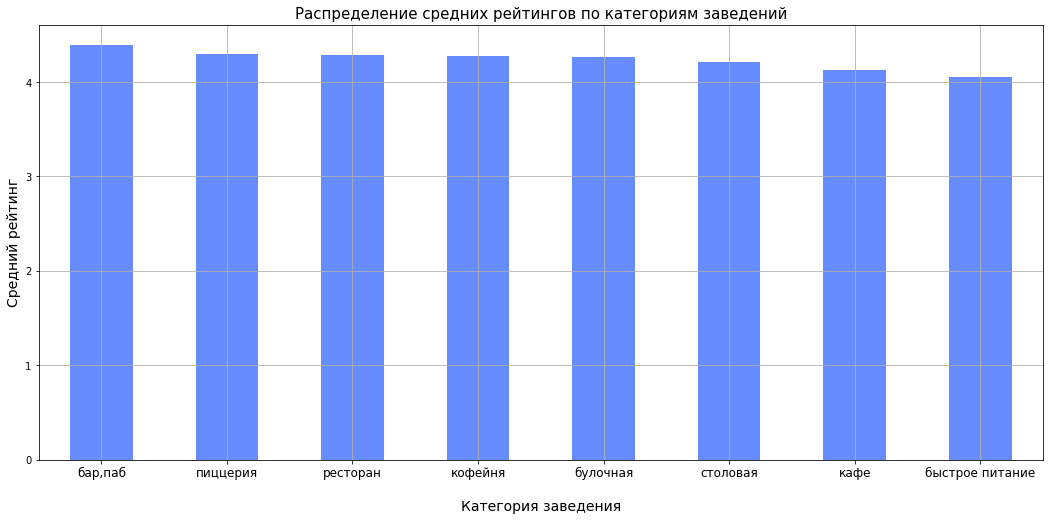 Распределение средних рейтингов по категориям заведений
Средний рейтинг
4
3
2
1
0
бар,паб пиццерия ресторан кофейня булочная столовая кафе быстрое питание
Категория заведения